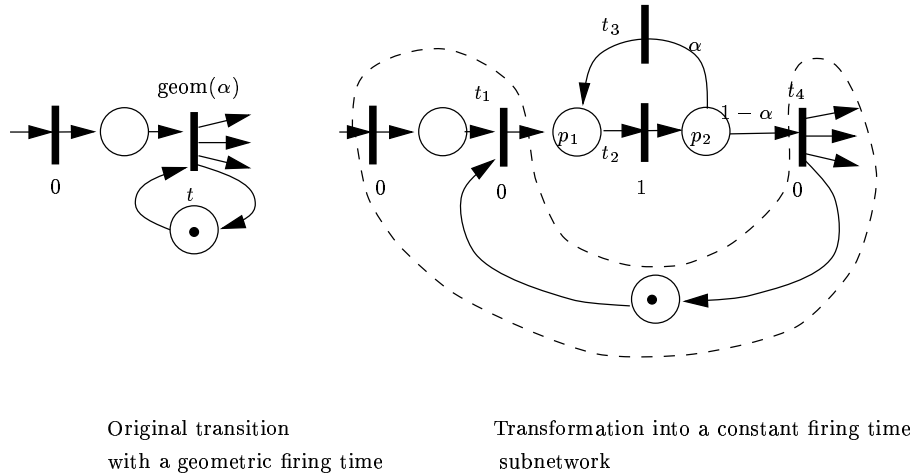 geom(α)
t
0
t₃
α
t₁
t₄
p₁
t₂
p₂
1 − α
0
0
1
0
Original transition
with a geometric firing time
Transformation into a constant firing time
subnetwork